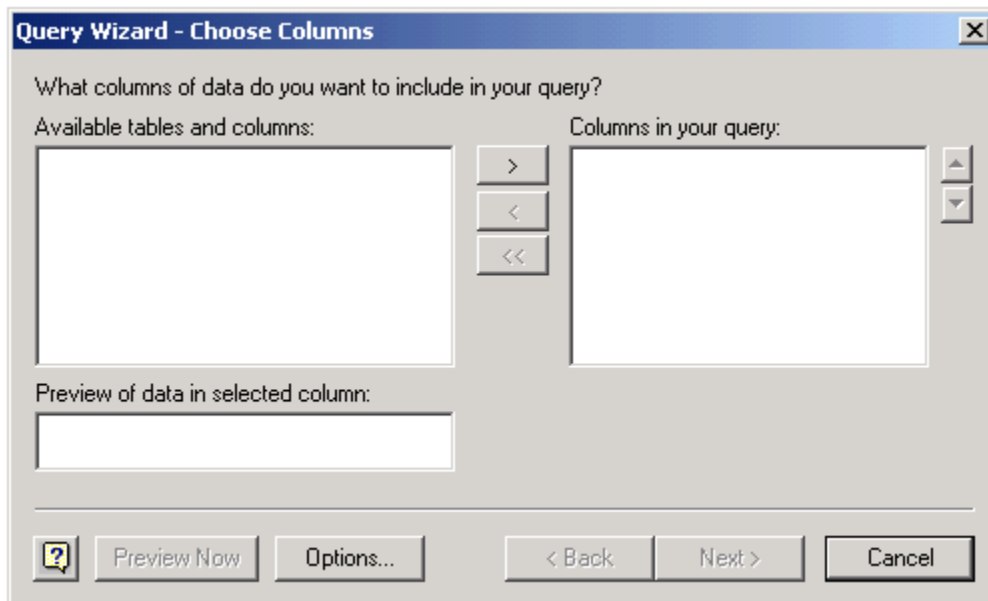 Query Wizard - Choose Columns
What columns of data do you want to include in your query?
Available tables and columns:
Columns in your query:
>
<
<<
Preview of data in selected column:
?
Preview Now
Options...
< Back
Next >
Cancel